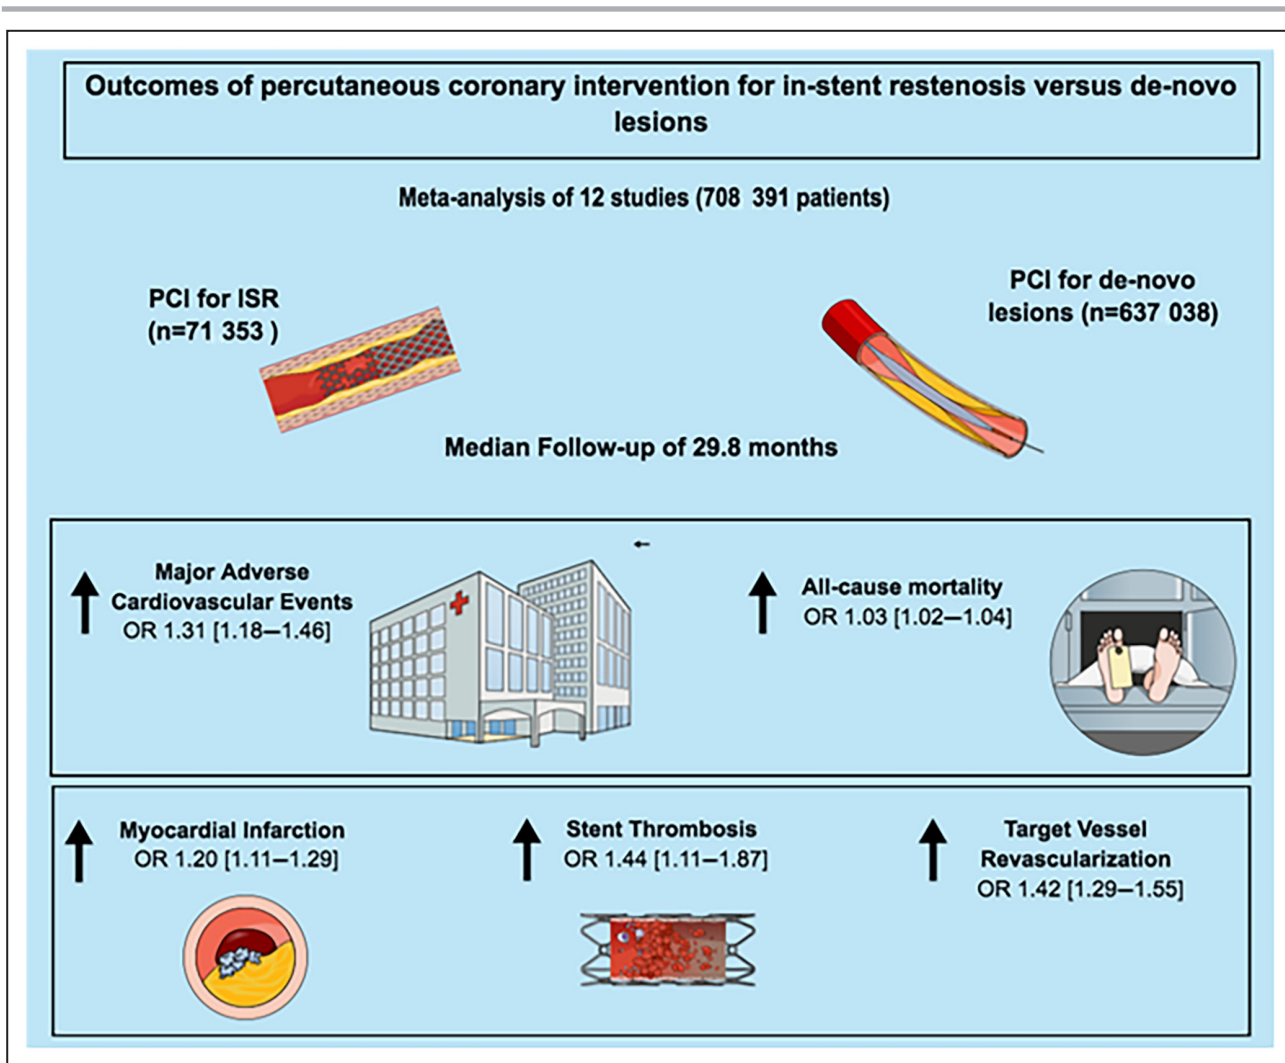 Outcomes of percutaneous coronary intervention for in-stent restenosis versus de-novo
lesions
Meta-analysis of 12 studies (708 391 patients)
PCI for ISR
(n=71 353 )
PCI for de-novo
lesions (n=637 038)
Median Follow-up of 29.8 months
Major Adverse
Cardiovascular Events
OR 1.31 [1.18–1.46]
All-cause mortality
OR 1.03 [1.02–1.04]
Myocardial Infarction
OR 1.20 [1.11–1.29]
Stent Thrombosis
OR 1.44 [1.11–1.87]
Target Vessel
Revascularization
OR 1.42 [1.29–1.55]